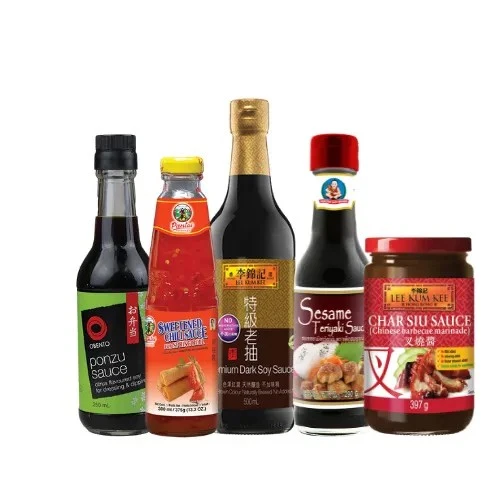 お弁当
OBENTO
ponzu
sauce
citrus flavoured soy
for dressing & dipping
250 ml
Pantai
SWEETENED
CHILI SAUCE
李錦記
LEE KUM KEE
特級老抽
Premium Dark Soy Sauce
500mL
Sesame
Teriyaki Sauce
李錦記
LEE KUM KEE
CHAR SIU SAUCE
(Chinese barbecue marinade)
叉燒醬
叉
397 g